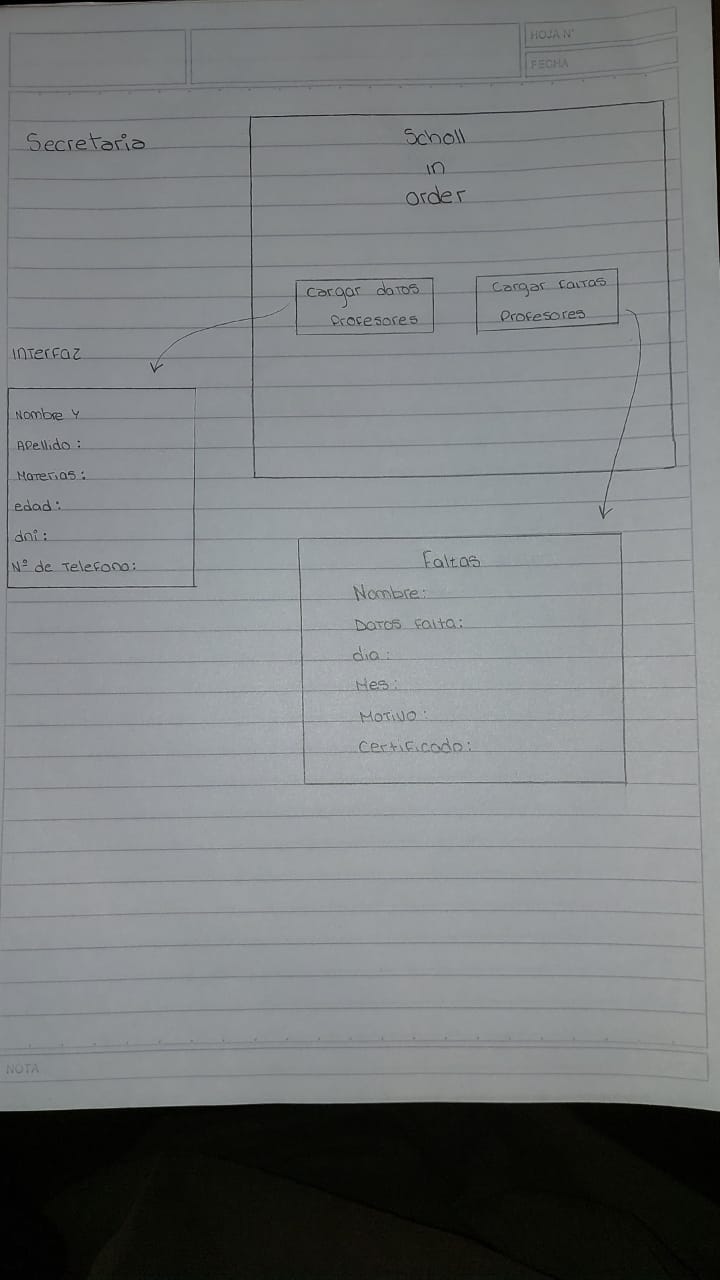 HOJA N°
FECHA
Secretaria
Scholl
in
order
Cargar datos
Profesores
Cargar faltas
Profesores
Interfaz
Nombre Y
Apellido :
Materias :
edad :
dni :
N° de Telefono:
Faltas
Nombre:
Datos falta:
dia :
Mes :
Motivo :
Certificado:
NOTA